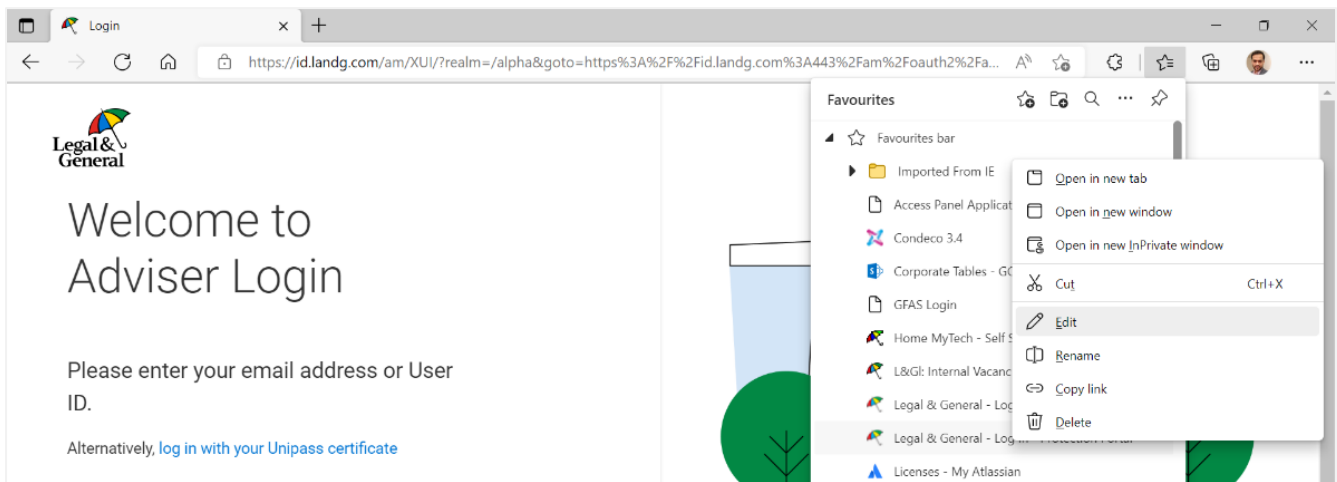 Login
https://id.landg.com/am/XUI/?realm=/alpha&goto=https%3A%2F%2Fid.landg.com%3A443%2Fam%2Foauth2%2Fa...
Legal &
General
Welcome to
Adviser Login
Please enter your email address or User
ID.
Alternatively, log in with your Unipass certificate
Favourites
Favourites bar
Imported From IE
Access Panel Applicat
Condeco 3.4
Corporate Tables - GC
GFAS Login
Home MyTech - Self S
L&GI: Internal Vacanc
Legal & General - Log
Legal & General - Log In - Protection Portal
Licenses - My Atlassian
Open in new tab
Open in new window
Open in new InPrivate window
Cut Ctrl+X
Edit
Rename
Copy link
Delete